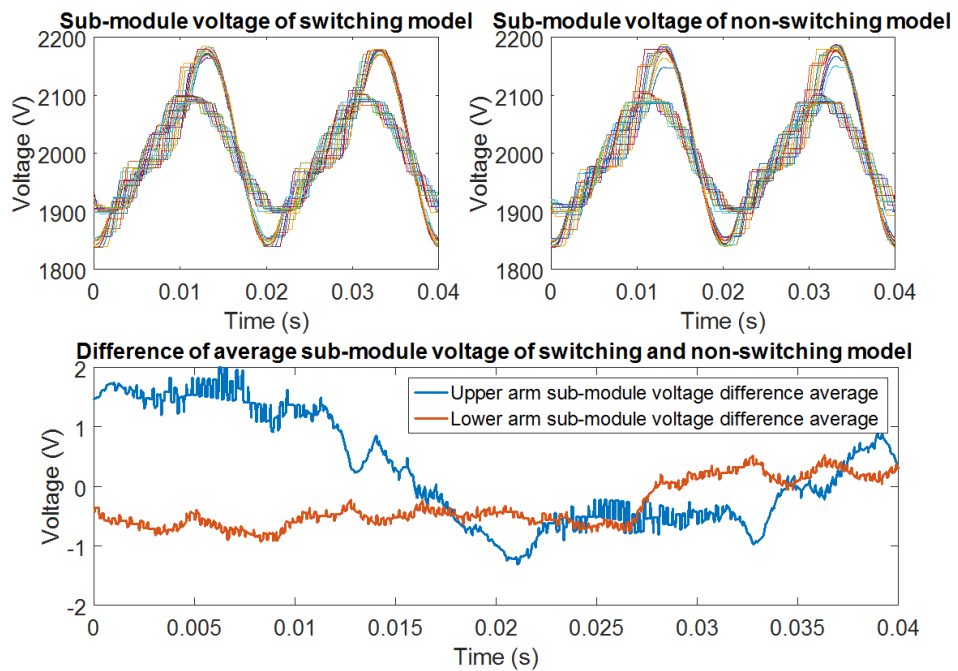 Sub-module voltage of switching model
2200
2100
2000
1900
1800
Voltage (V)
0 0.01 0.02 0.03 0.04
Time (s)
Sub-module voltage of non-switching model
2200
2100
2000
1900
1800
Voltage (V)
0 0.01 0.02 0.03 0.04
Time (s)
Difference of average sub-module voltage of switching and non-switching model
2
1
0
-1
-2
Voltage (V)
Upper arm sub-module voltage difference average
Lower arm sub-module voltage difference average
0 0.005 0.01 0.015 0.02 0.025 0.03 0.035 0.04
Time (s)